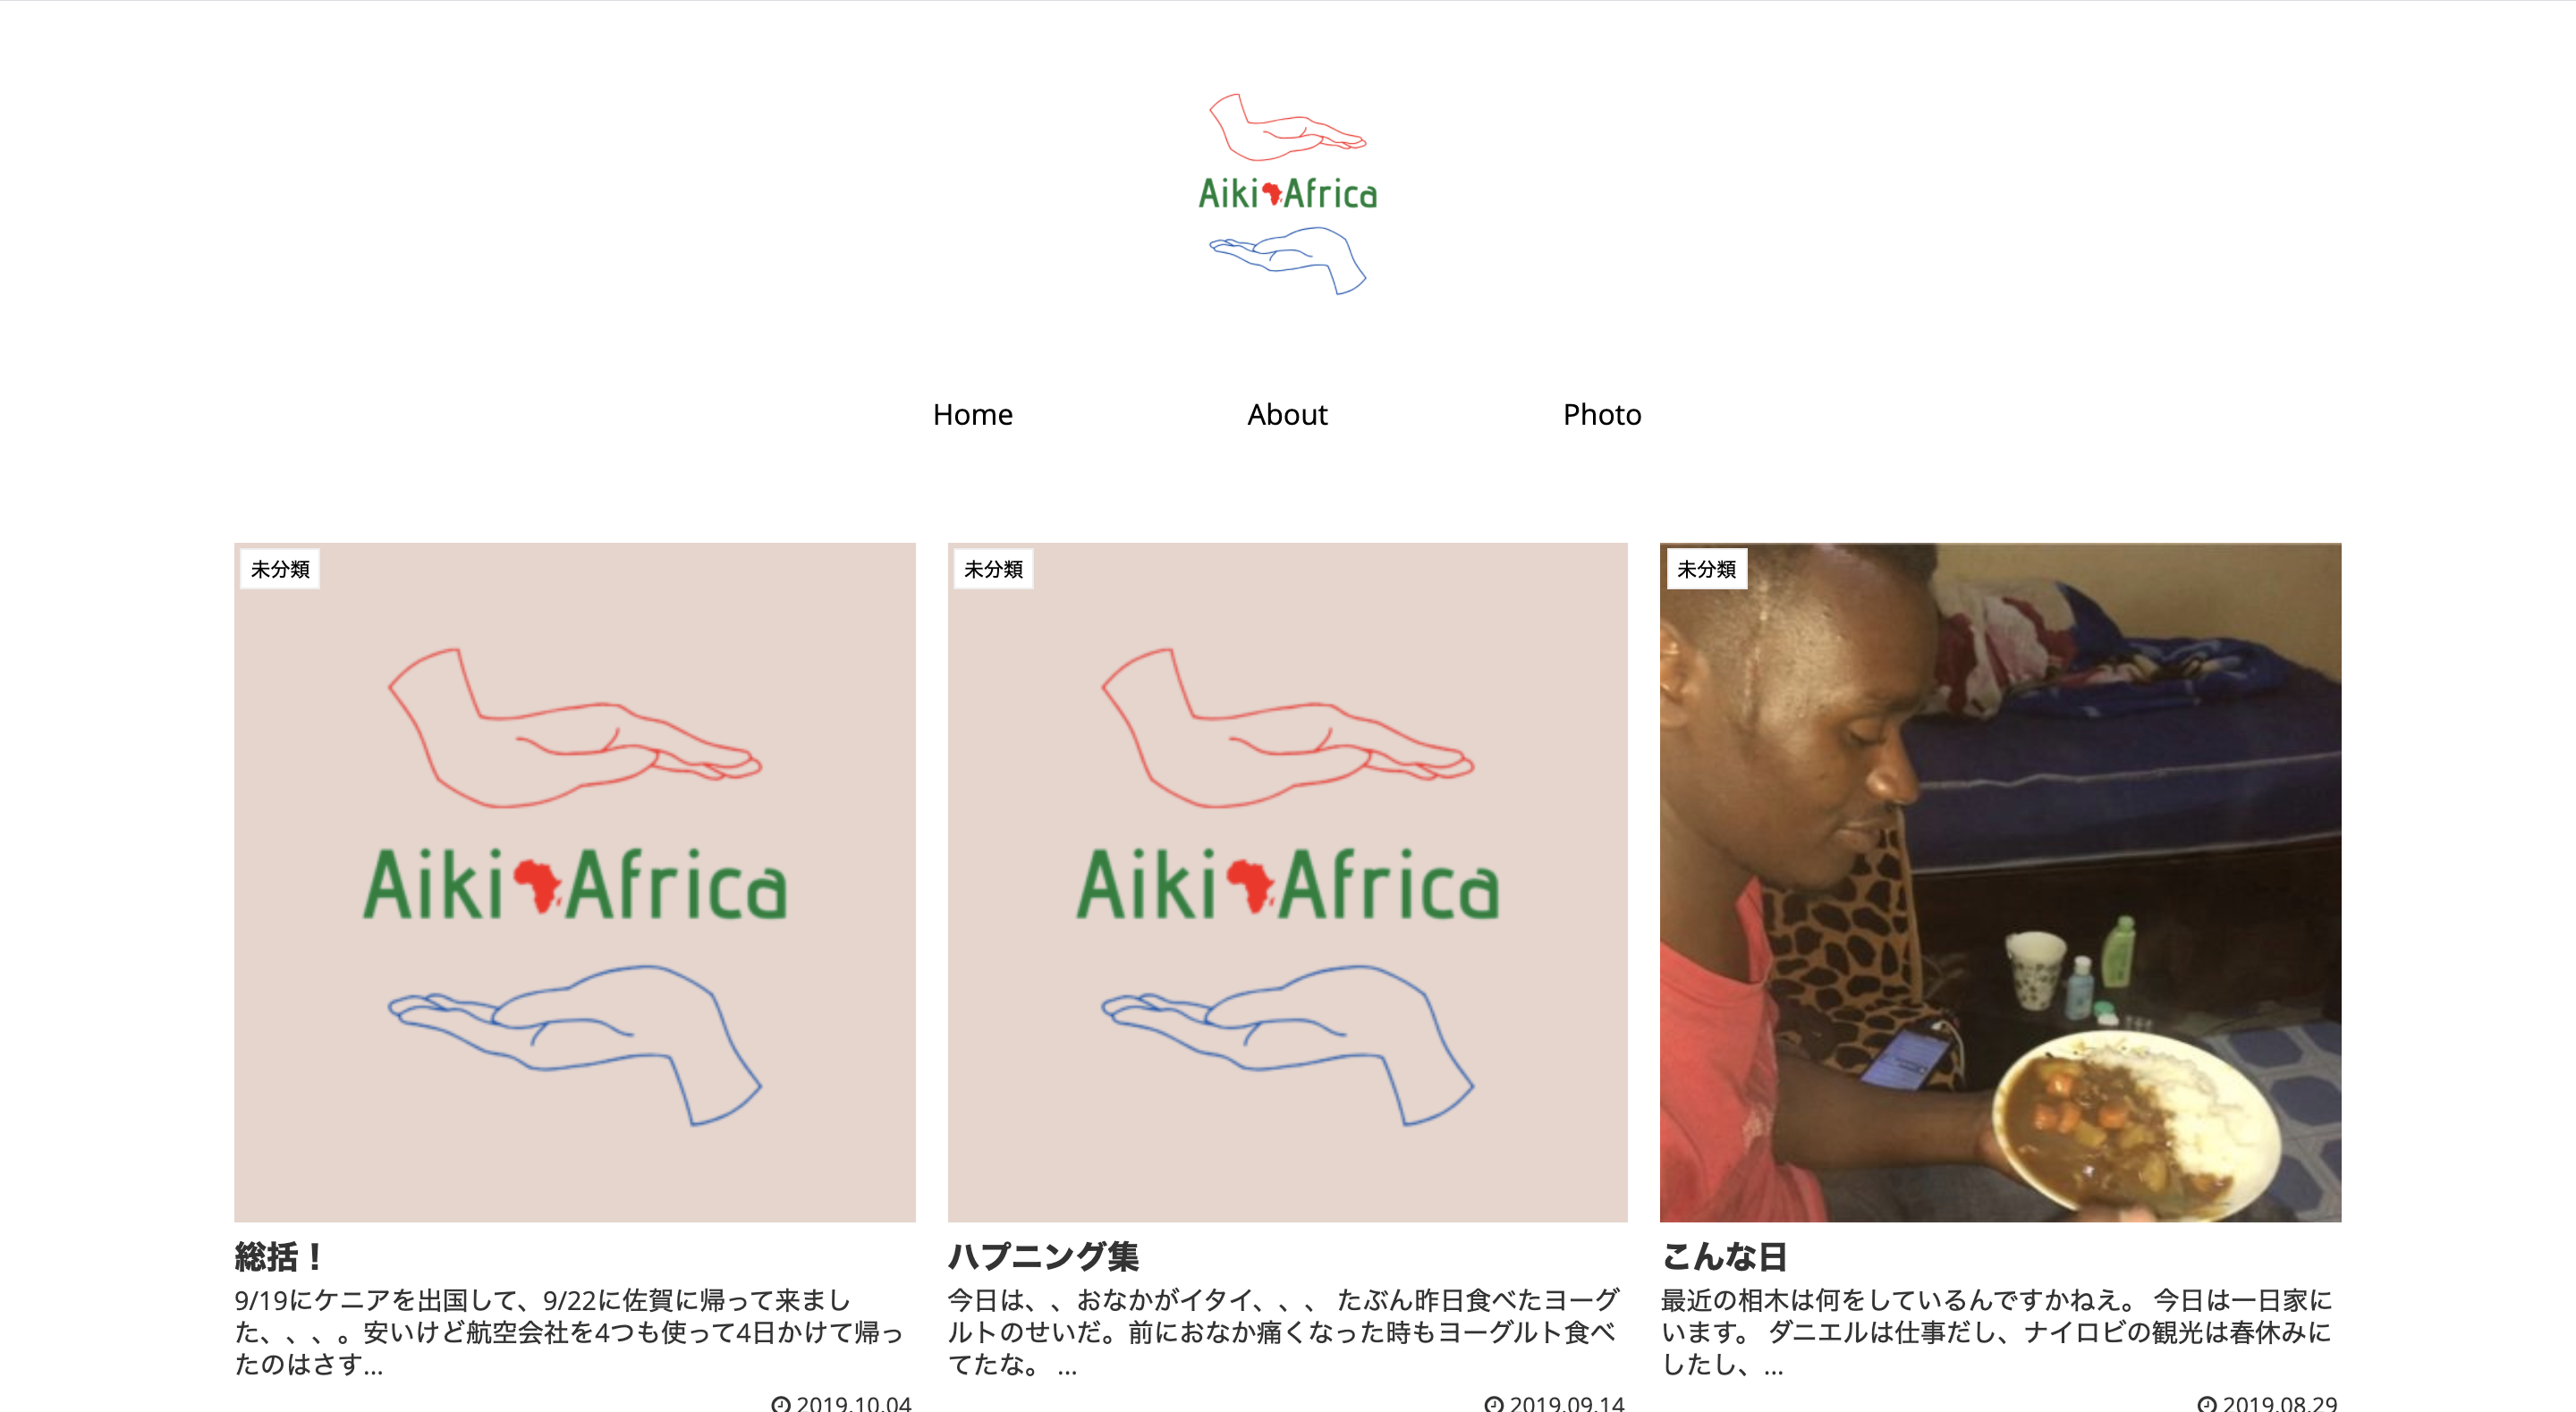 Aiki Africa
Home
About
Photo
未分類
Aiki Africa
総括！
9/19にケニアを出国して、9/22に佐賀に帰って来まし
た、、、。安いけど航空会社を4つも使って4日かけて帰っ
たのはさす...
2019.10.04
未分類
Aiki Africa
ハプニング集
今日は、、おなかがイタイ、、、 たぶん昨日食べたヨーグ
ルトのせいだ。前におなか痛くなった時もヨーグルト食べ
てたな。 ...
2019.09.14
未分類
こんな日
最近の相木は何をしているんですかねえ。 今日は一日家に
います。 ダニエルは仕事だし、ナイロビの観光は春休みに
したし、...
2019.08.29